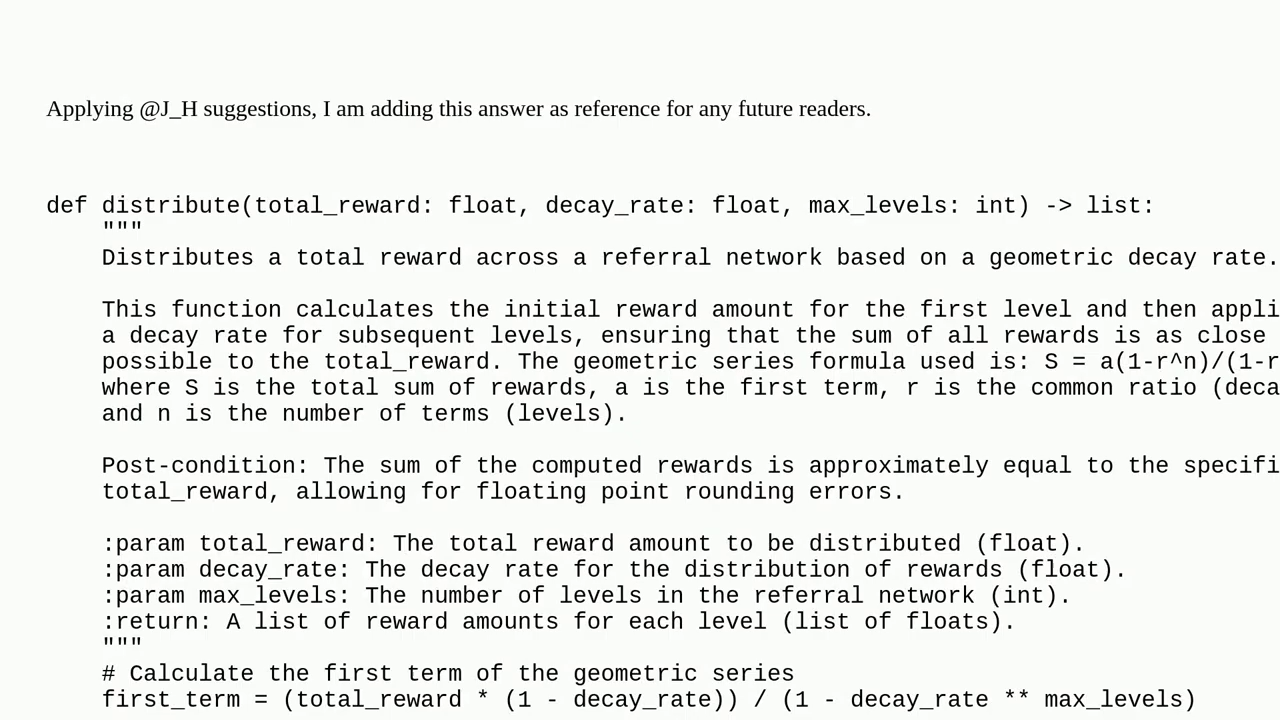 Applying @J_H suggestions, I am adding this answer as reference for any future readers.
def distribute(total_reward: float, decay_rate: float, max_levels: int) -> list:
"""
Distributes a total reward across a referral network based on a geometric decay rate.
This function calculates the initial reward amount for the first level and then appli
a decay rate for subsequent levels, ensuring that the sum of all rewards is as close
possible to the total_reward. The geometric series formula used is: S = a(1-r^n)/(1-r
where S is the total sum of rewards, a is the first term, r is the common ratio (deca
and n is the number of terms (levels).
Post-condition: The sum of the computed rewards is approximately equal to the specifi
total_reward, allowing for floating point rounding errors.
:param total_reward: The total reward amount to be distributed (float).
:param decay_rate: The decay rate for the distribution of rewards (float).
:param max_levels: The number of levels in the referral network (int).
:return: A list of reward amounts for each level (list of floats).
"""
# Calculate the first term of the geometric series
first_term = (total_reward * (1 - decay_rate)) / (1 - decay_rate ** max_levels)